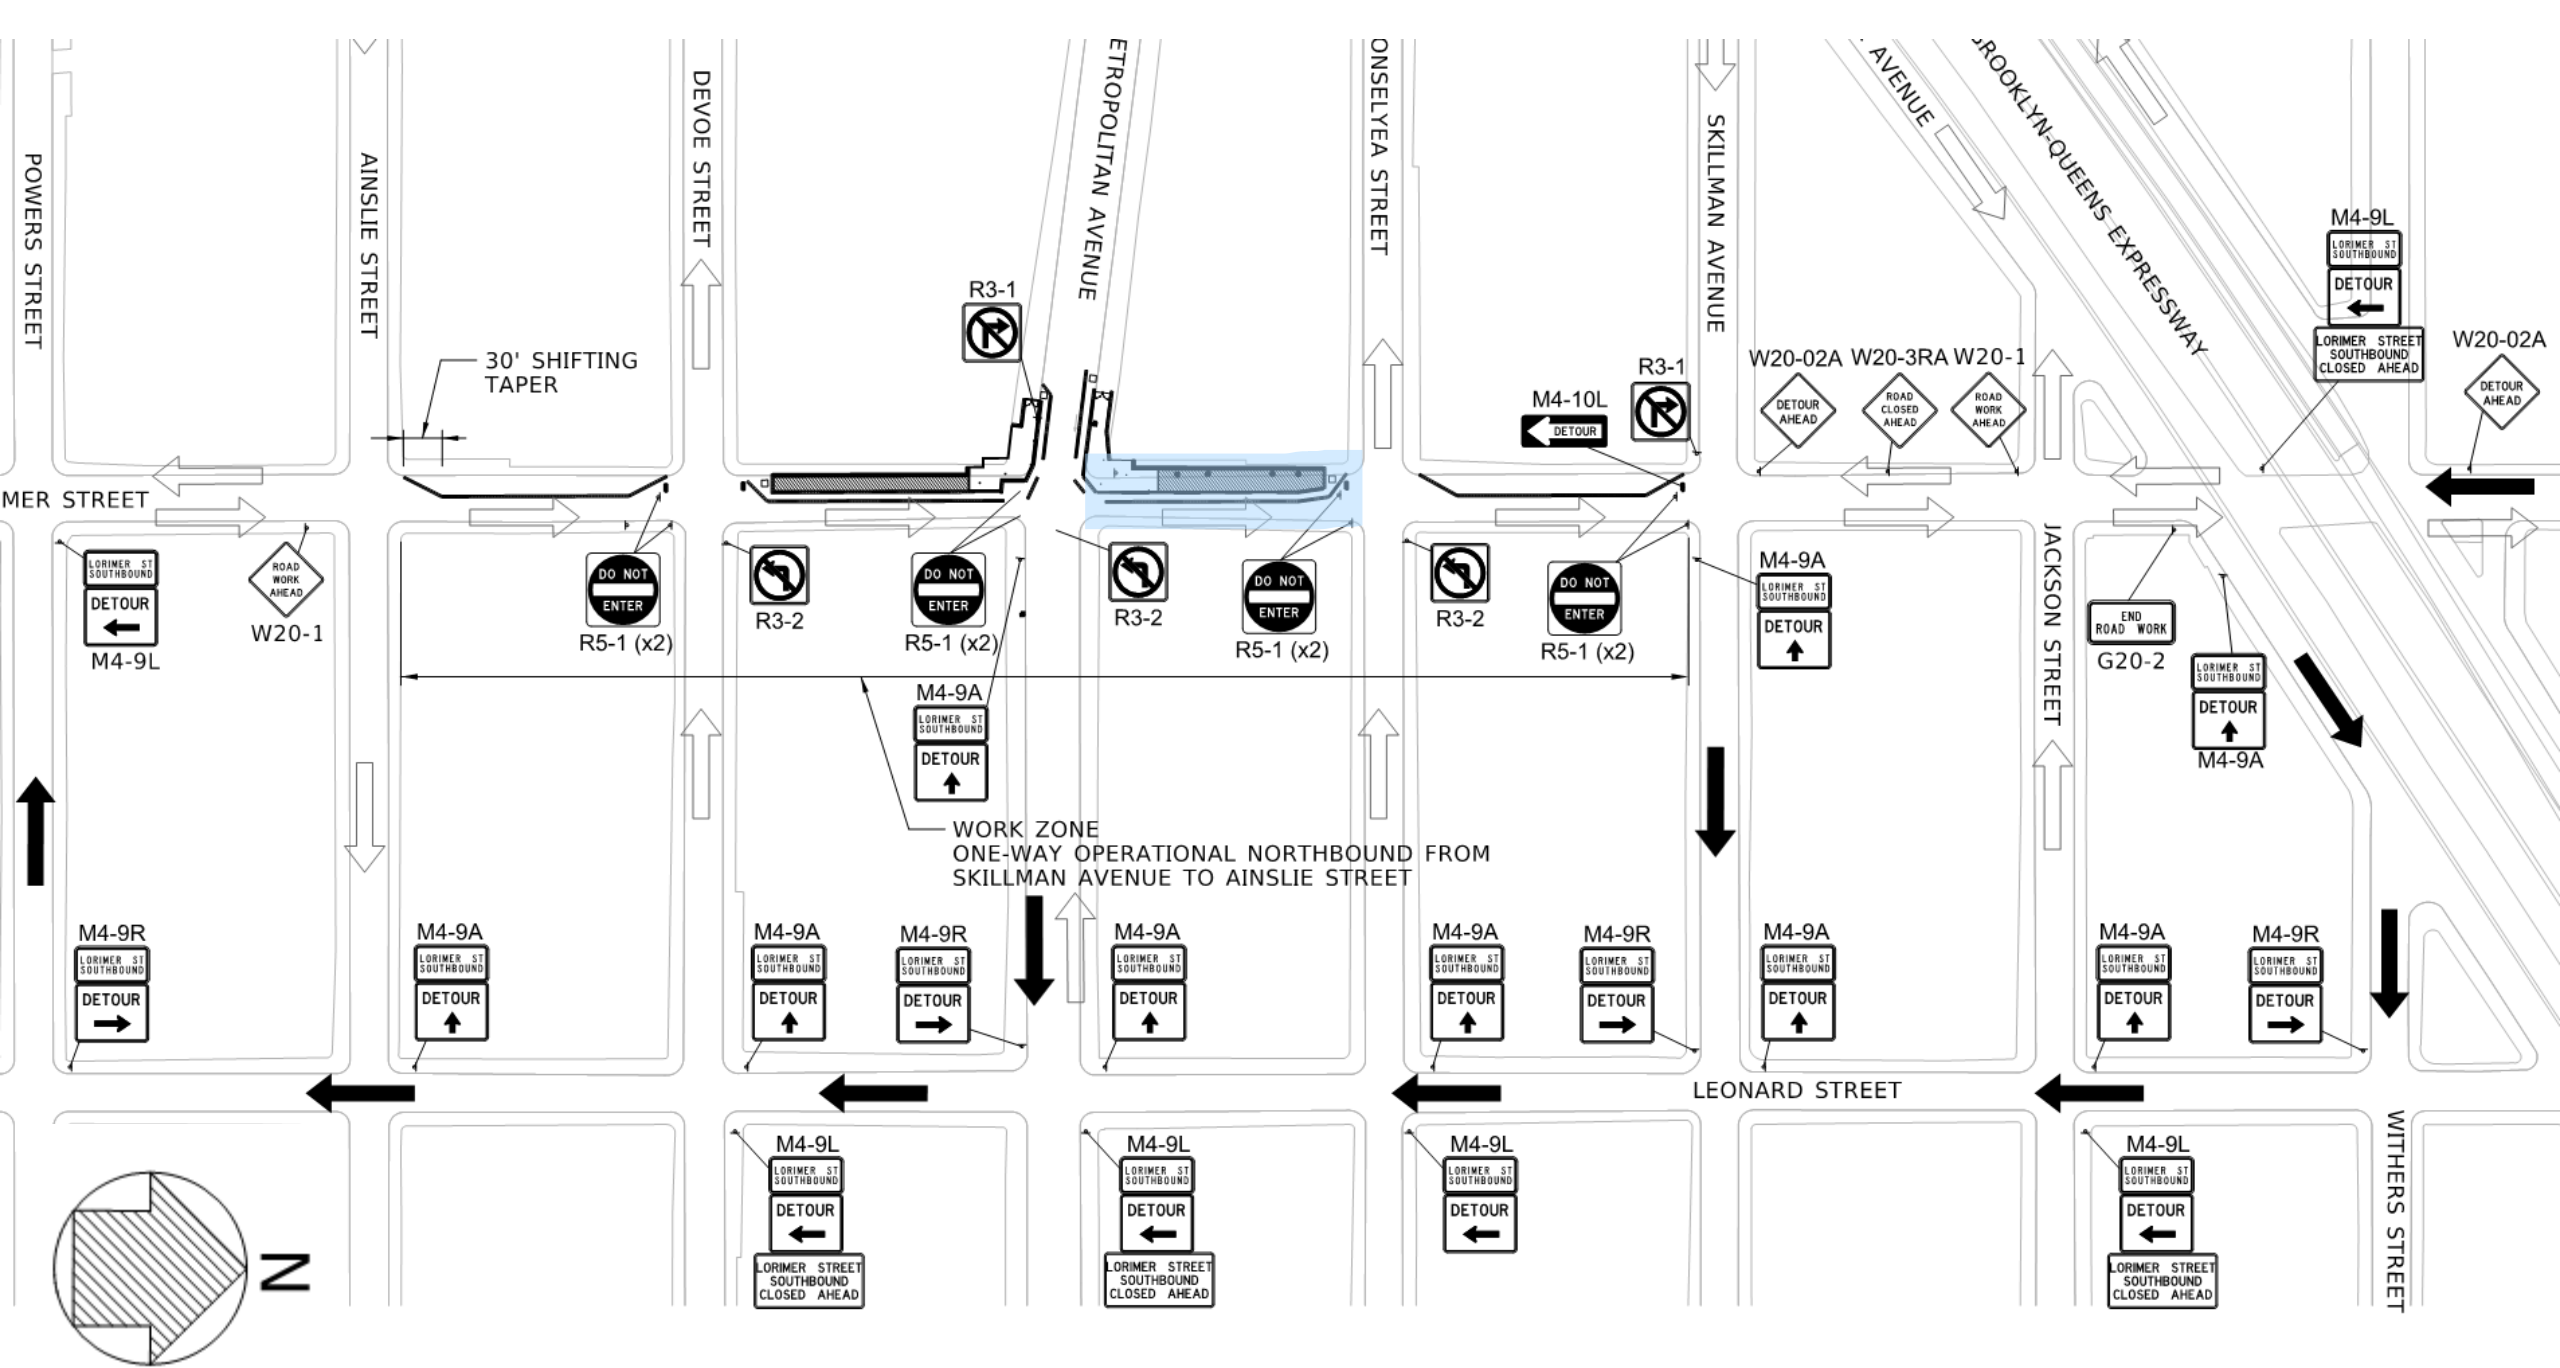 ETROPOLITAN AVENUE
ONSELYEA STREET
AVENUE
BROOKLYN-QUEENS EXPRESSWAY
DEVOE STREET
SKILLMAN AVENUE
POWERS STREET
AINSLIE STREET
M4-9L
LORIMER ST
SOUTHBOUND
DETOUR
LORIMER STREET
SOUTHBOUND
CLOSED AHEAD
W20-02A
DETOUR
AHEAD
R3-1
30' SHIFTING
TAPER
R3-1
M4-10L
DETOUR
W20-02A
DETOUR
AHEAD
W20-3RA
ROAD
CLOSED
AHEAD
W20-1
ROAD
WORK
AHEAD
MER STREET
LORIMER ST
SOUTHBOUND
DETOUR
M4-9L
ROAD
WORK
AHEAD
W20-1
DO NOT
ENTER
R5-1 (x2)
R3-2
DO NOT
ENTER
R5-1 (x2)
R3-2
DO NOT
ENTER
R5-1 (x2)
R3-2
DO NOT
ENTER
R5-1 (x2)
M4-9A
LORIMER ST
SOUTHBOUND
DETOUR
JACKSON STREET
END
ROAD WORK
G20-2
LORIMER ST
SOUTHBOUND
DETOUR
M4-9A
M4-9A
LORIMER ST
SOUTHBOUND
DETOUR
WORK ZONE
ONE-WAY OPERATIONAL NORTHBOUND FROM
SKILLMAN AVENUE TO AINSLIE STREET
M4-9R
LORIMER ST
SOUTHBOUND
DETOUR
M4-9A
LORIMER ST
SOUTHBOUND
DETOUR
M4-9A
LORIMER ST
SOUTHBOUND
DETOUR
M4-9R
LORIMER ST
SOUTHBOUND
DETOUR
M4-9A
LORIMER ST
SOUTHBOUND
DETOUR
M4-9A
LORIMER ST
SOUTHBOUND
DETOUR
M4-9R
LORIMER ST
SOUTHBOUND
DETOUR
M4-9A
LORIMER ST
SOUTHBOUND
DETOUR
M4-9A
LORIMER ST
SOUTHBOUND
DETOUR
M4-9R
LORIMER ST
SOUTHBOUND
DETOUR
LEONARD STREET
WITHERS STREET
M4-9L
LORIMER ST
SOUTHBOUND
DETOUR
LORIMER STREET
SOUTHBOUND
CLOSED AHEAD
M4-9L
LORIMER ST
SOUTHBOUND
DETOUR
LORIMER STREET
SOUTHBOUND
CLOSED AHEAD
M4-9L
LORIMER ST
SOUTHBOUND
DETOUR
M4-9L
LORIMER ST
SOUTHBOUND
DETOUR
LORIMER STREET
SOUTHBOUND
CLOSED AHEAD
N